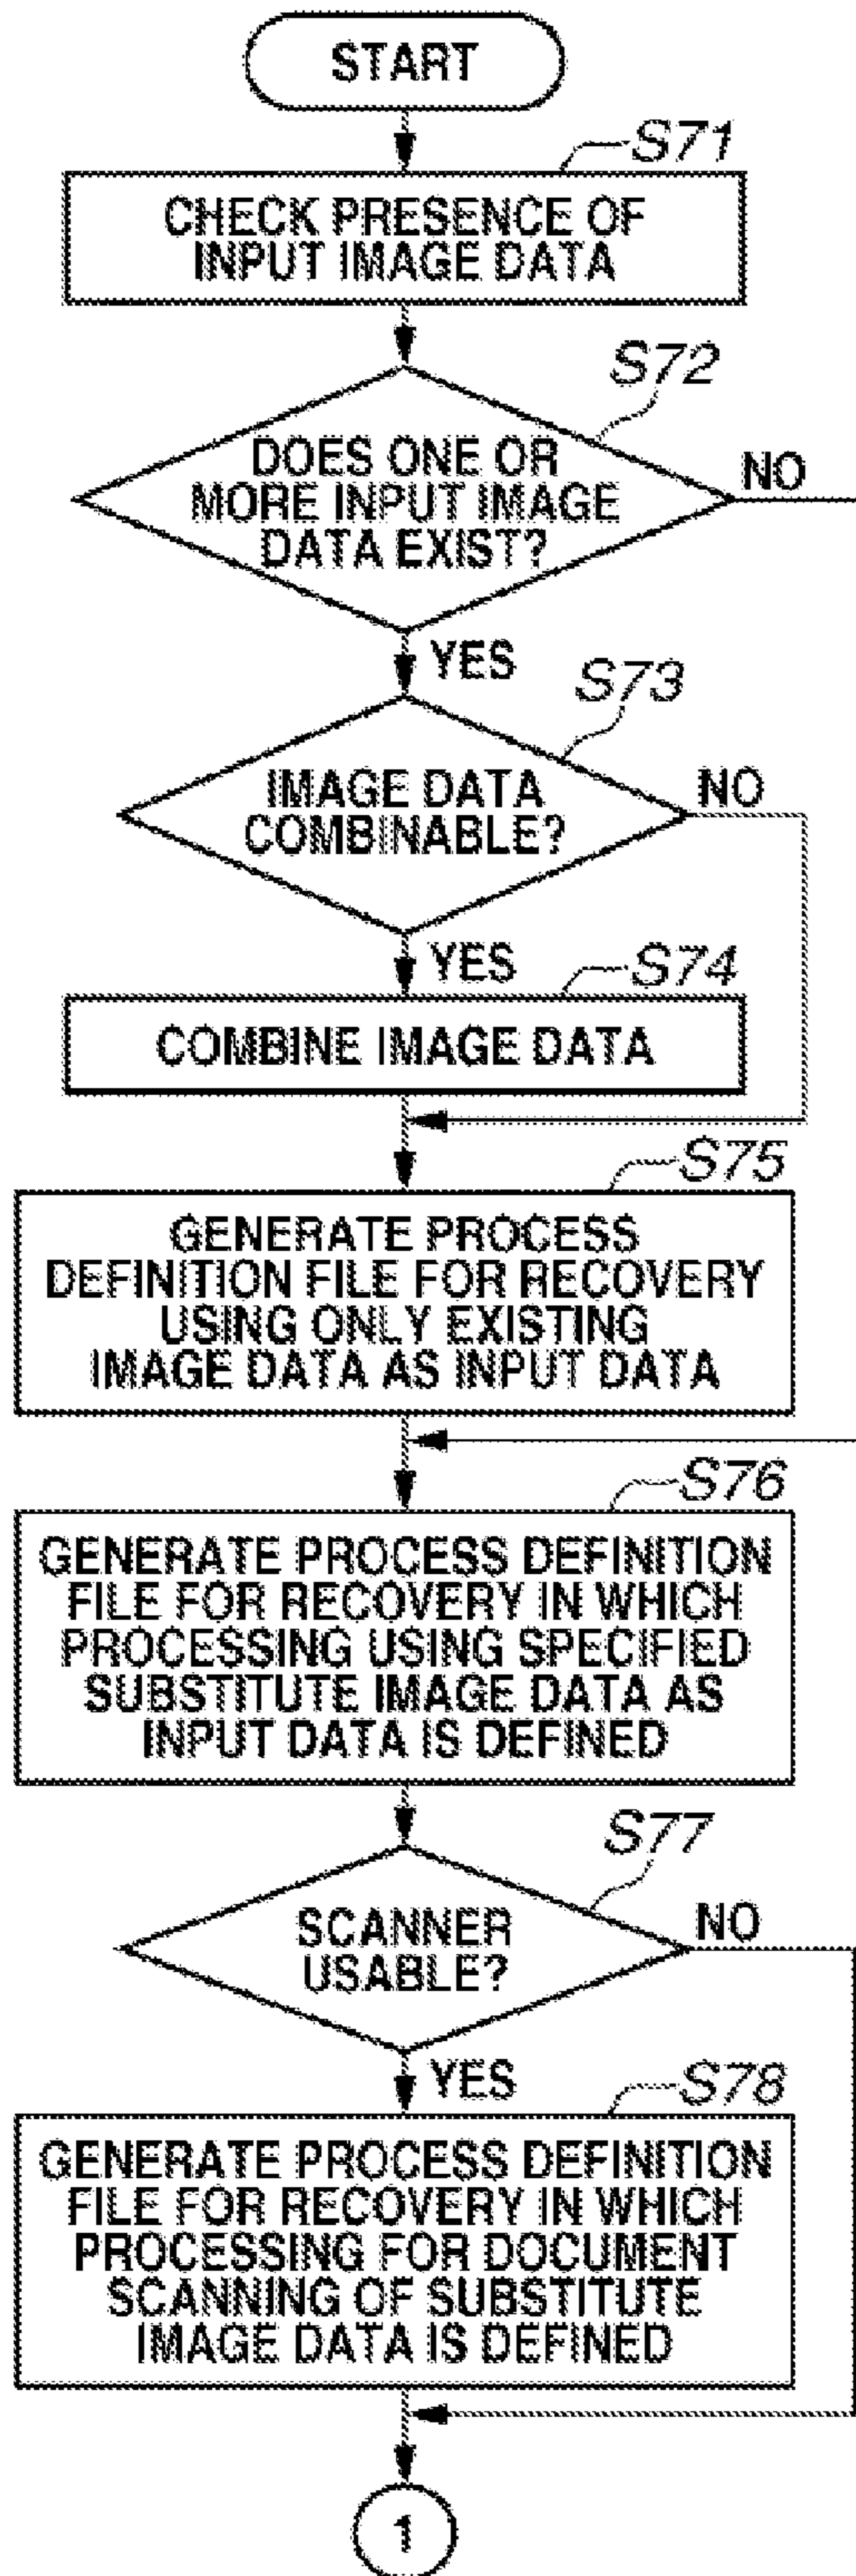 START
S71
CHECK PRESENCE OF
INPUT IMAGE DATA
S72
DOES ONE OR
MORE INPUT IMAGE
DATA EXIST?
NO
YES
S73
IMAGE DATA
COMBINABLE?
NO
YES
S74
COMBINE IMAGE DATA
S75
GENERATE PROCESS
DEFINITION FILE FOR RECOVERY
USING ONLY EXISTING
IMAGE DATA AS INPUT DATA
S76
GENERATE PROCESS DEFINITION
FILE FOR RECOVERY IN WHICH
PROCESSING USING SPECIFIED
SUBSTITUTE IMAGE DATA AS
INPUT DATA IS DEFINED
S77
SCANNER
USABLE?
NO
YES
S78
GENERATE PROCESS DEFINITION
FILE FOR RECOVERY IN WHICH
PROCESSING FOR DOCUMENT
SCANNING OF SUBSTITUTE
IMAGE DATA IS DEFINED
1